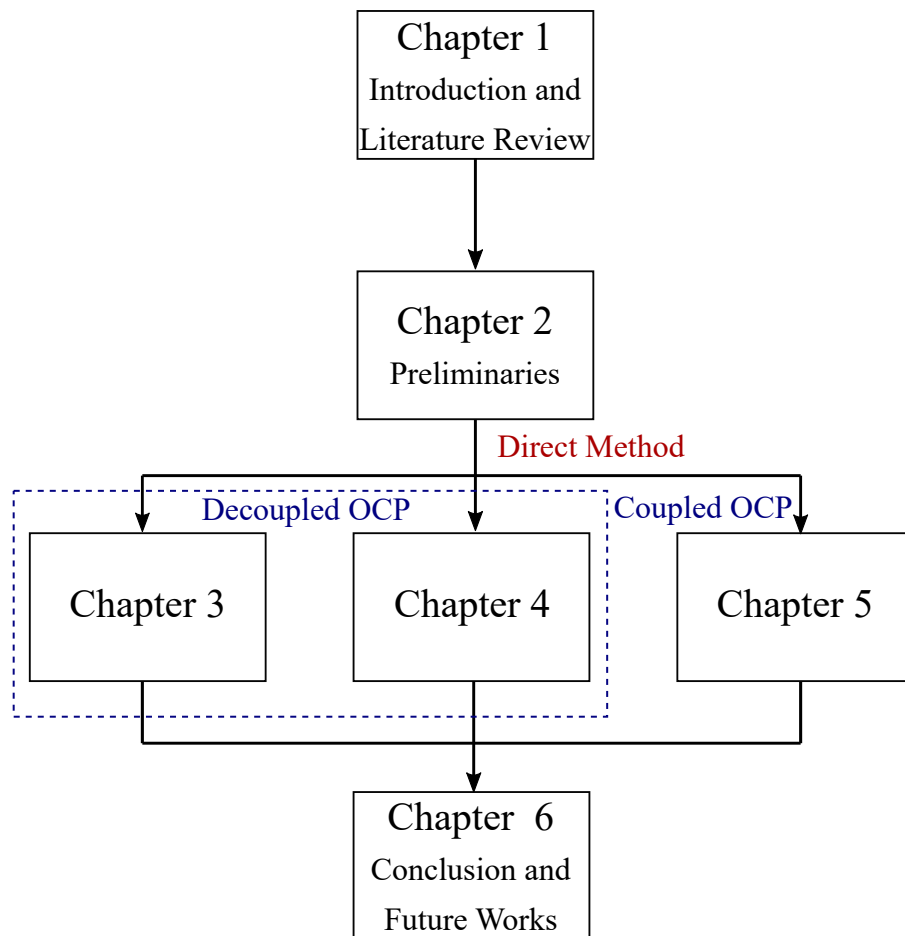 Chapter 1
Introduction and
Literature Review
Chapter 2
Preliminaries
Direct Method
Decoupled OCP
Coupled OCP
Chapter 3
Chapter 4
Chapter 5
Chapter 6
Conclusion and
Future Works